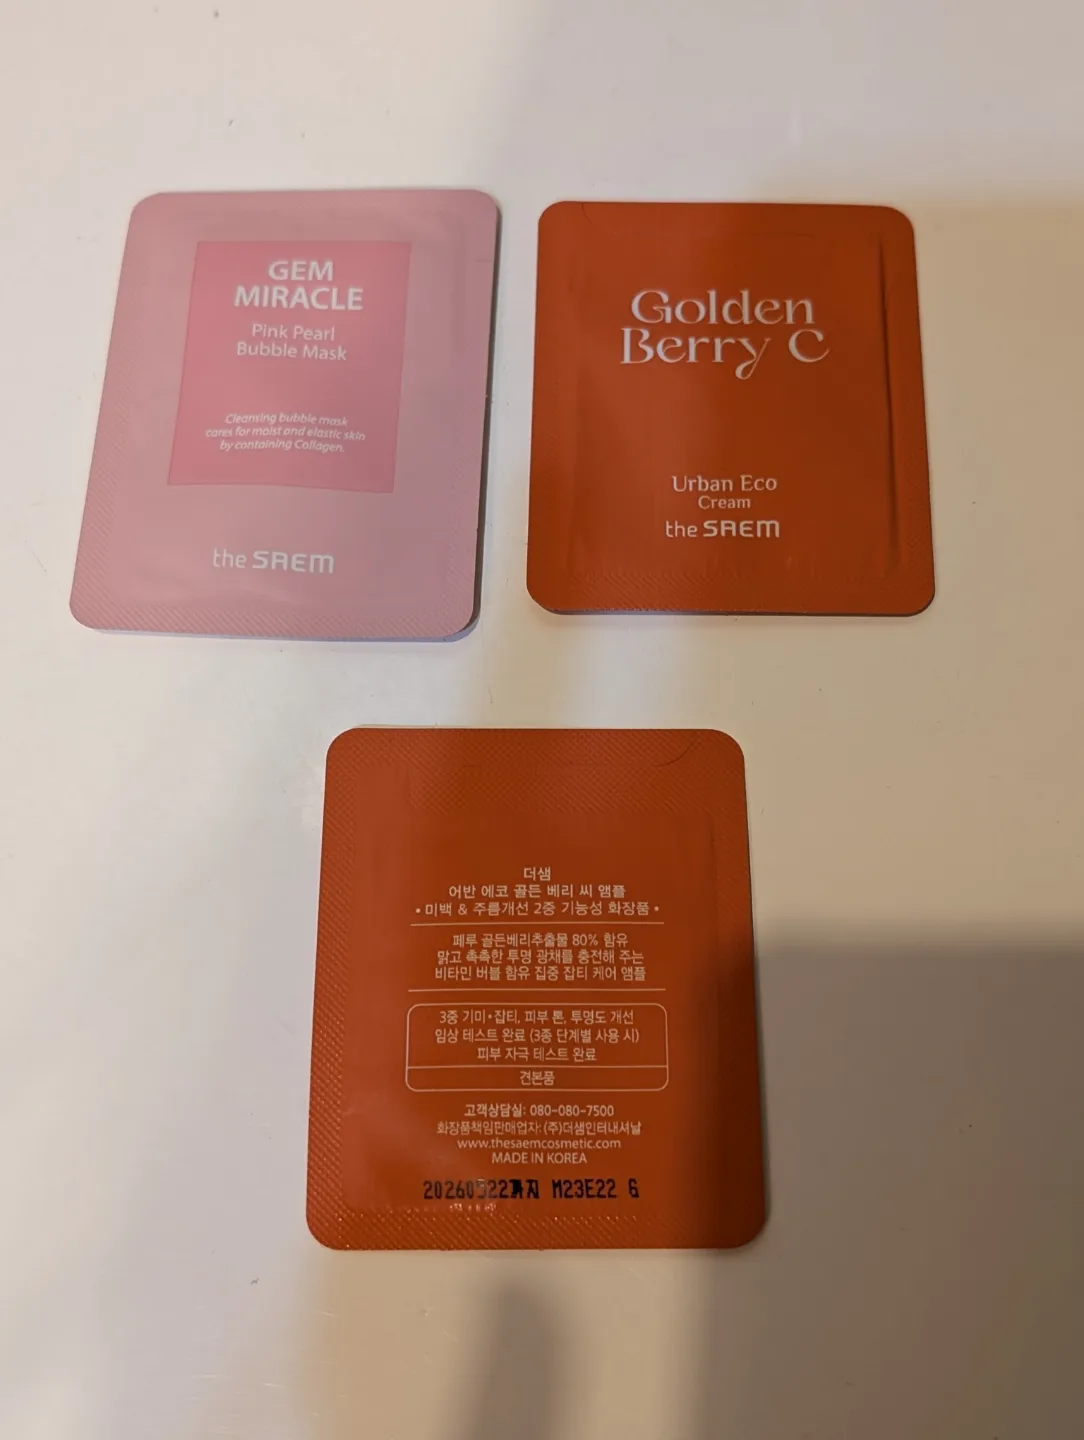 GEM
MIRACLE
Pink Pearl
Bubble Mask
Cleansing bubble mask
cares for moist and elastic skin
by containing Collagen.
the SAEM
Golden
Berry C
Urban Eco
Cream
the SAEM
더샘
어반 에코 골든 베리 씨 앰플
• 미백 & 주름개선 2중 기능성 화장품 •
페루 골든베리추출물 80% 함유
맑고 촉촉한 투명 광채를 충전해 주는
비타민 버블 함유 집중 잡티 케어 앰플
3중 기미•잡티, 피부 톤, 투명도 개선
임상 테스트 완료 (3종 단계별 사용 시)
피부 자극 테스트 완료
견본품
고객상담실: 080-080-7500
화장품책임판매업자: (주)더샘인터내셔날
www.thesaemcosmetic.com
MADE IN KOREA
20260522까지 M23E22 G